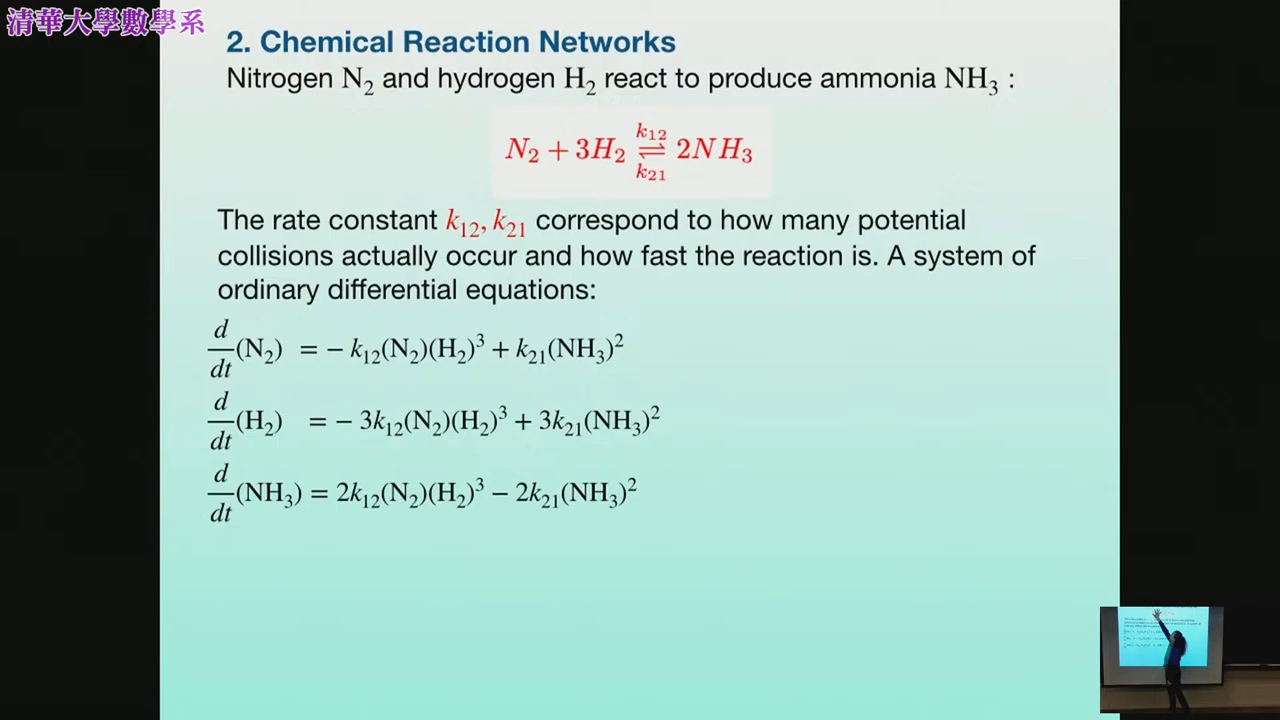 清華大學數學系
2. Chemical Reaction Networks
Nitrogen N₂ and hydrogen H₂ react to produce ammonia NH₃ :
N₂ + 3H₂ k₁₂ ⇌ k₂₁ 2NH₃
The rate constant k₁₂, k₂₁ correspond to how many potential
collisions actually occur and how fast the reaction is. A system of
ordinary differential equations:
d/dt (N₂) = − k₁₂(N₂)(H₂)³ + k₂₁(NH₃)²
d/dt (H₂) = − 3k₁₂(N₂)(H₂)³ + 3k₂₁(NH₃)²
d/dt (NH₃) = 2k₁₂(N₂)(H₂)³ − 2k₂₁(NH₃)²